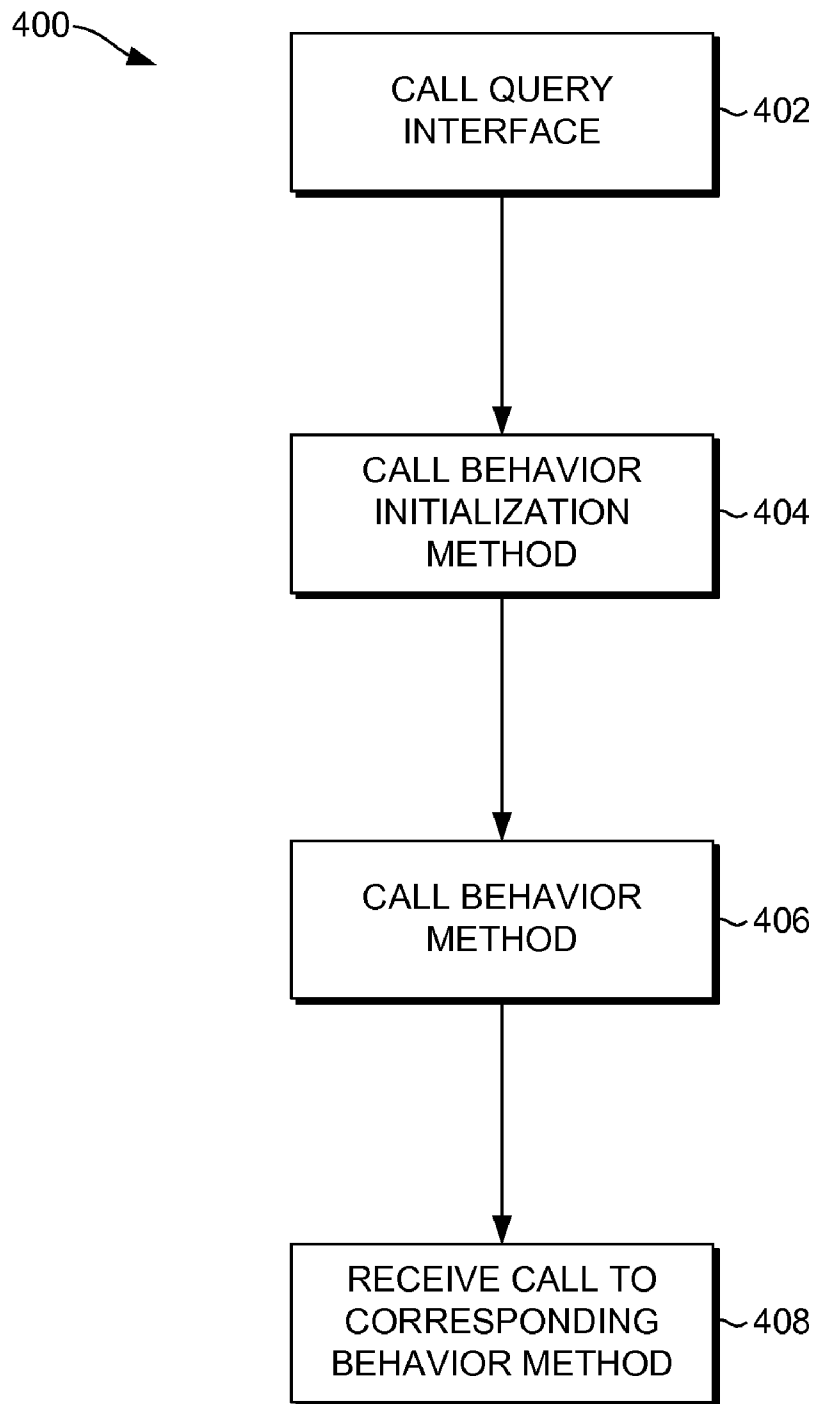 400
CALL QUERY
INTERFACE
402
CALL BEHAVIOR
INITIALIZATION
METHOD
404
CALL BEHAVIOR
METHOD
406
RECEIVE CALL TO
CORRESPONDING
BEHAVIOR METHOD
408